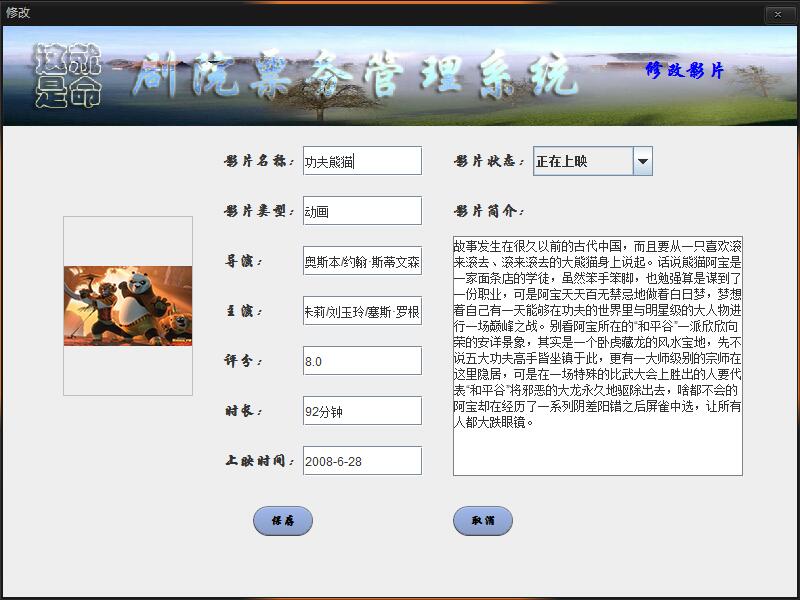 修改
这就
是命
剧院票务管理系统
修改影片
影片名称：
功夫熊猫
影片状态：
正在上映
影片类型：
动画
影片简介：
导演：
奥斯本/约翰·斯蒂文森
主演：
朱莉/刘玉玲/塞斯·罗根
评分：
8.0
时长：
92分钟
上映时间：
2008-6-28
故事发生在很久以前的古代中国，而且要从一只喜欢滚
来滚去、滚来滚去的大熊猫身上说起。话说熊猫阿宝是
一家面条店的学徒，虽然笨手笨脚，也勉强算是谋到了
一份职业，可是阿宝天天百无禁忌地做着白日梦，梦想
着自己有一天能够在功夫的世界里与明星级的大人物进
行一场巅峰之战。别看阿宝所在的“和平谷”一派欣欣向
荣的安详景象，其实是一个卧虎藏龙的风水宝地，先不
说五大功夫高手皆坐镇于此，更有一大师级别的宗师在
这里隐居，可是在一场特殊的比武大会上胜出的人要代
表“和平谷”将邪恶的大龙永久地驱除出去，啥都不会的
阿宝却在经历了一系列阴差阳错之后屏雀中选，让所有
人都大跌眼镜。
保存
取消